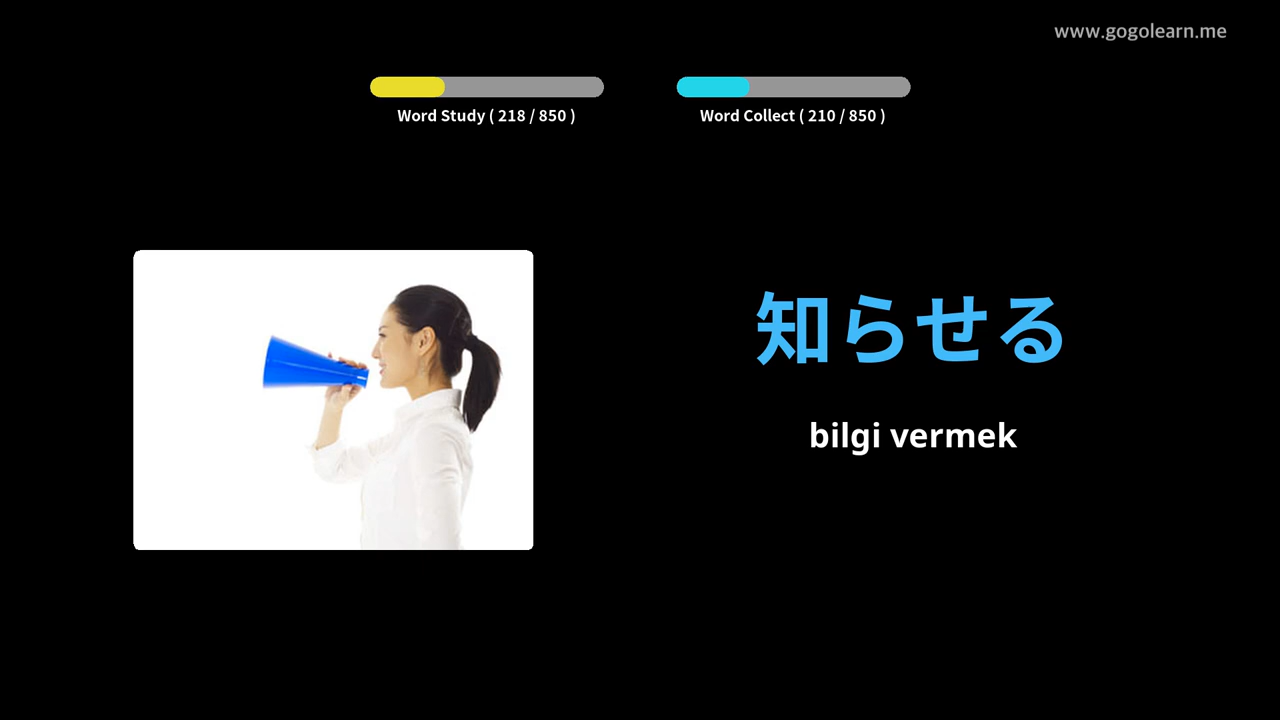 www.gogolearn.me
Word Study ( 218 / 850 )
Word Collect ( 210 / 850 )
知らせる
bilgi vermek